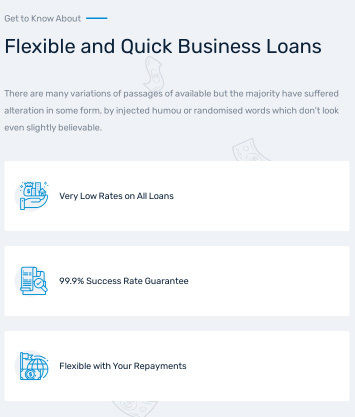 Get to Know About
Flexible and Quick Business Loans
There are many variations of passages of available but the majority have suffered
alteration in some form, by injected humou or randomised words which don't look
even slightly believable.
Very Low Rates on All Loans
99.9% Success Rate Guarantee
Flexible with Your Repayments